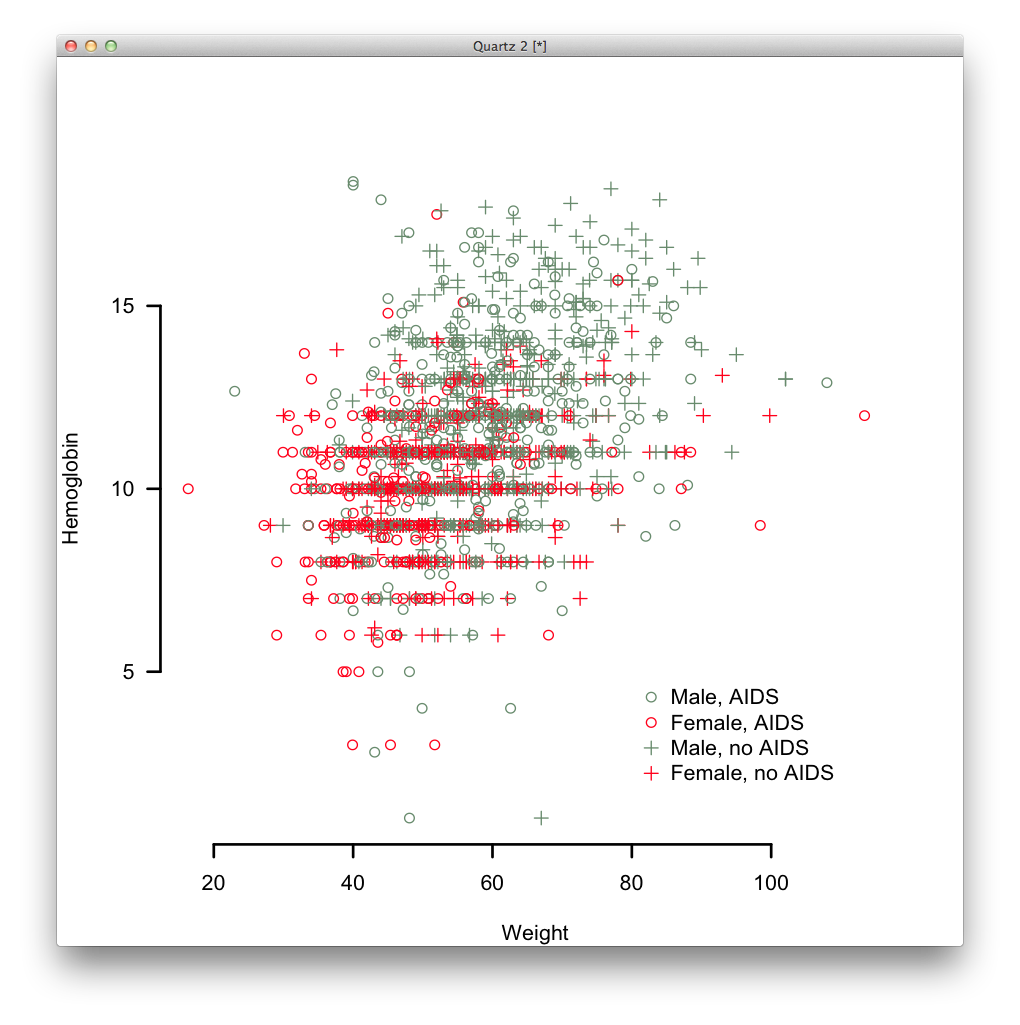 Quartz 2 [*]
15
10
5
Hemoglobin
Male, AIDS
Female, AIDS
Male, no AIDS
Female, no AIDS
20 40 60 80 100
Weight